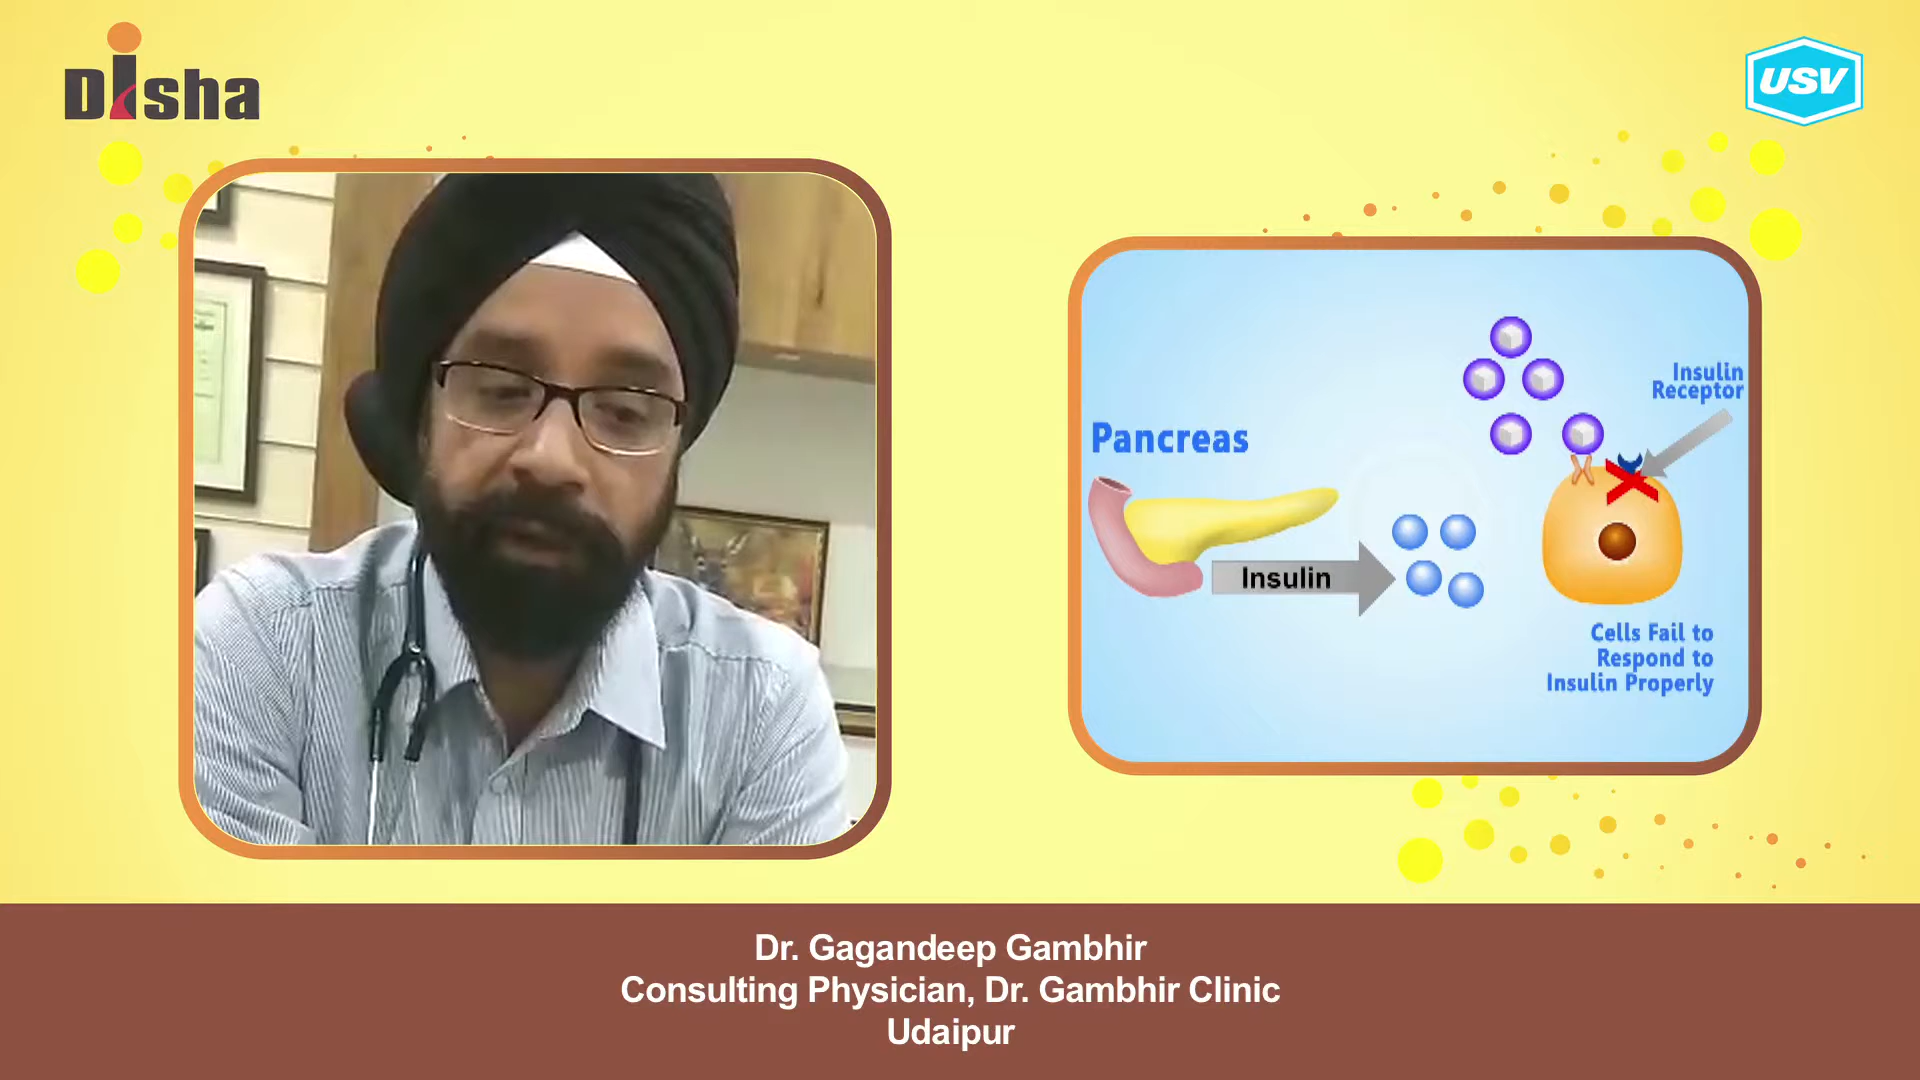 Disha
USV
Insulin
Receptor
Pancreas
Insulin
Cells Fail to
Respond to
Insulin Properly
Dr. Gagandeep Gambhir
Consulting Physician, Dr. Gambhir Clinic
Udaipur